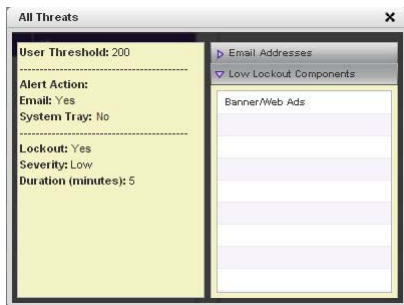 All Threats
User Threshold: 200
Alert Action:
Email: Yes
System Tray: No
Lockout: Yes
Severity: Low
Duration (minutes): 5
Email Addresses
Low Lockout Components
Banner/Web Ads